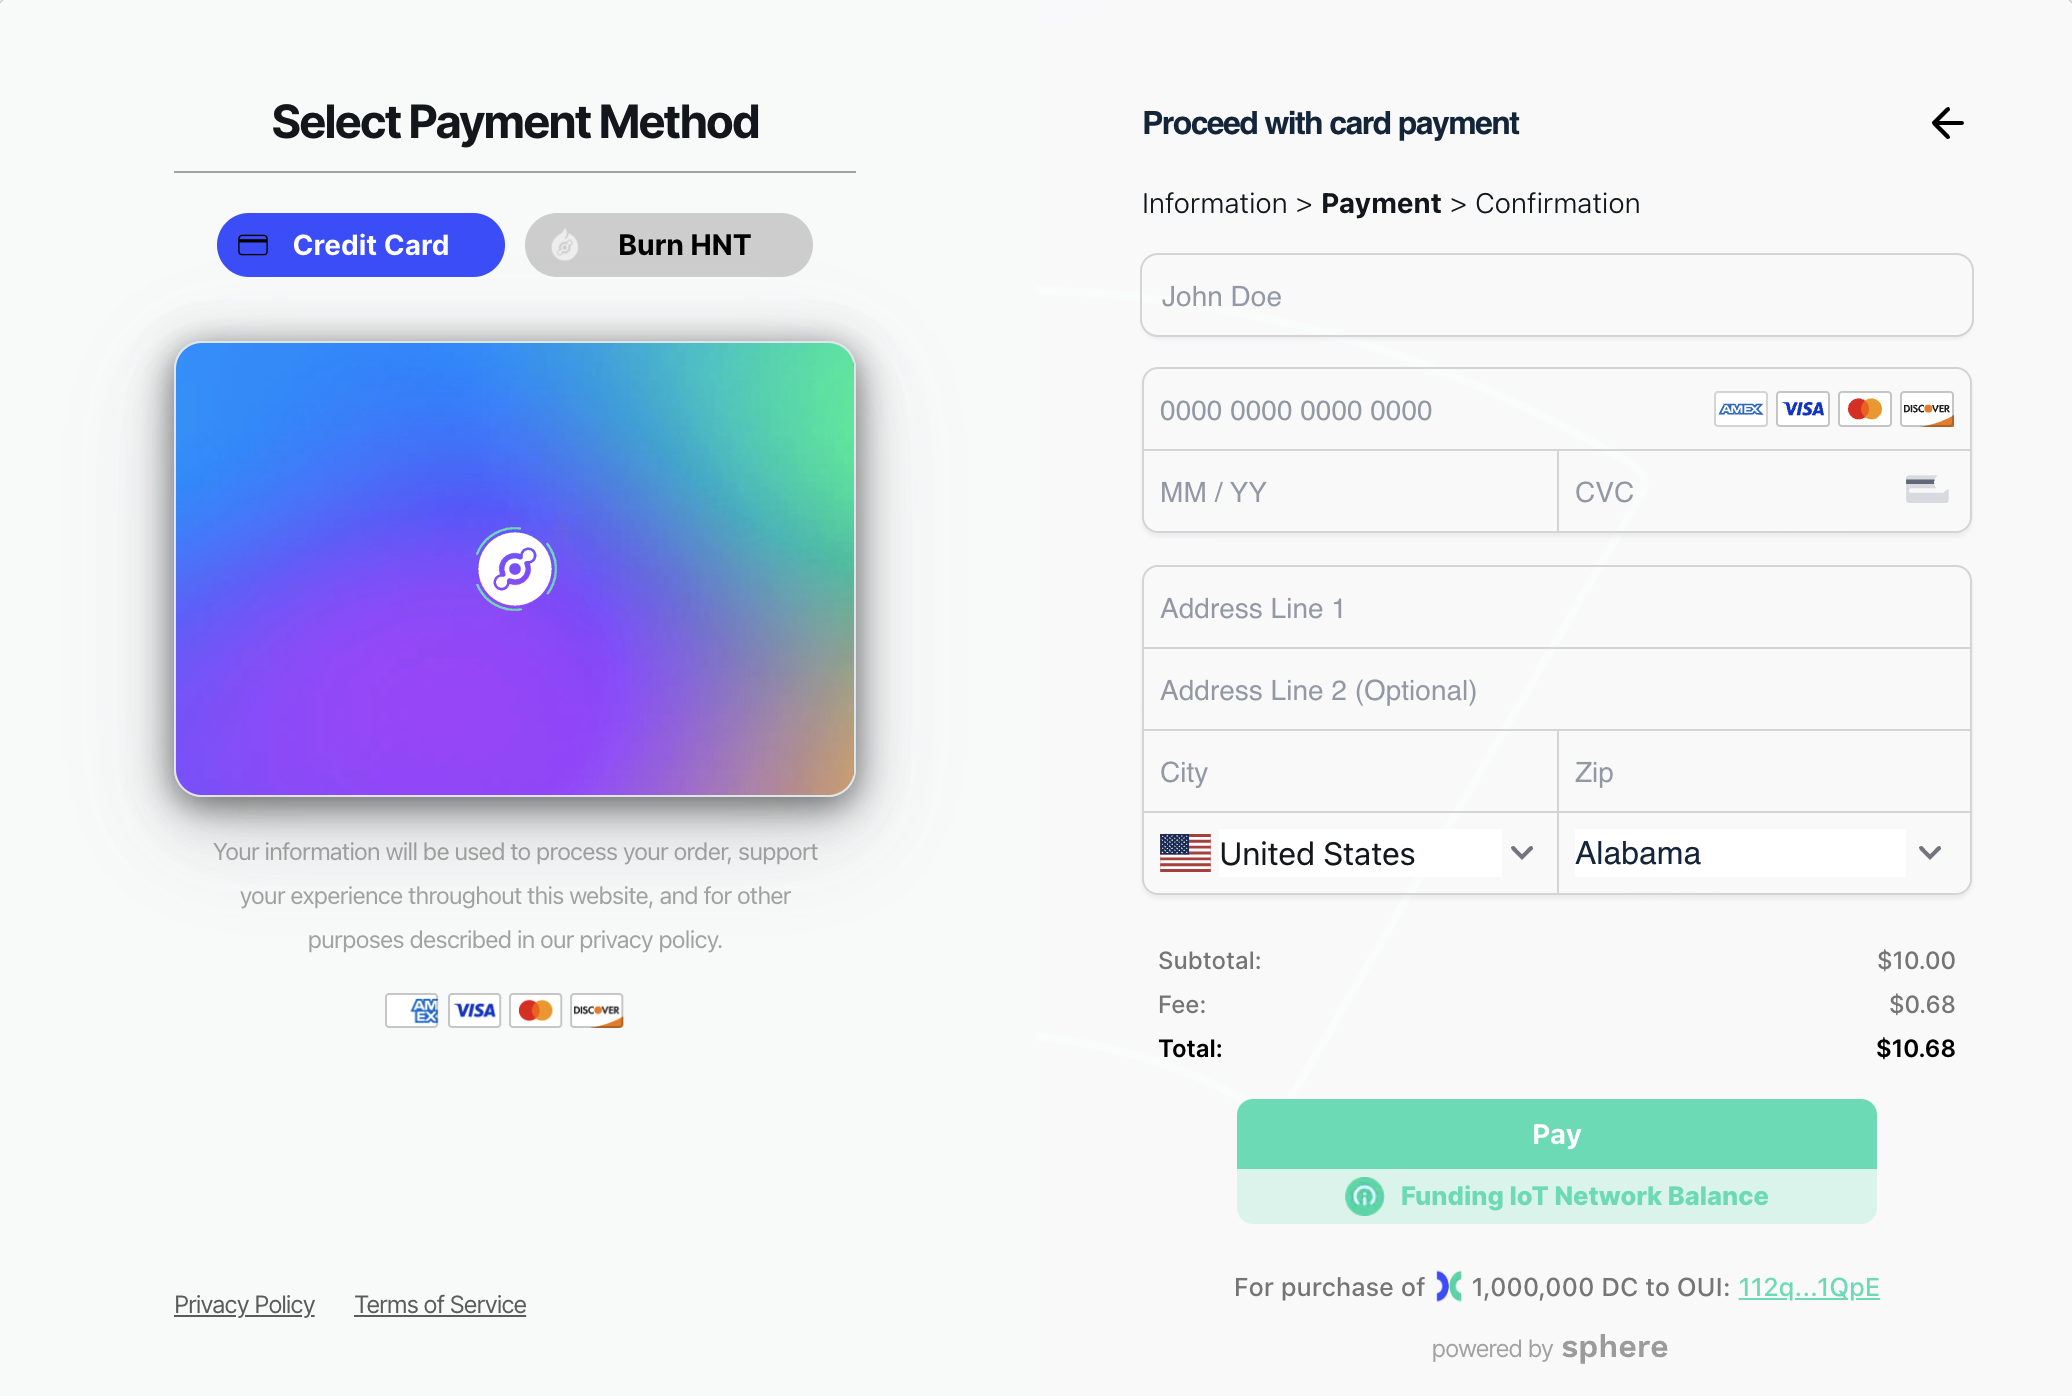 Select Payment Method
Credit Card
Burn HNT
Your information will be used to process your order, support
your experience throughout this website, and for other
purposes described in our privacy policy.
AM
EX
VISA
DISCOVER
Privacy Policy
Terms of Service
Proceed with card payment
Information > Payment > Confirmation
John Doe
0000 0000 0000 0000
AMEX
VISA
DISCOVER
MM / YY
CVC
Address Line 1
Address Line 2 (Optional)
City
Zip
United States
Alabama
Subtotal: $10.00
Fee: $0.68
Total: $10.68
Pay
Funding IoT Network Balance
For purchase of 1,000,000 DC to OUI: 112q...1QpE
powered by sphere